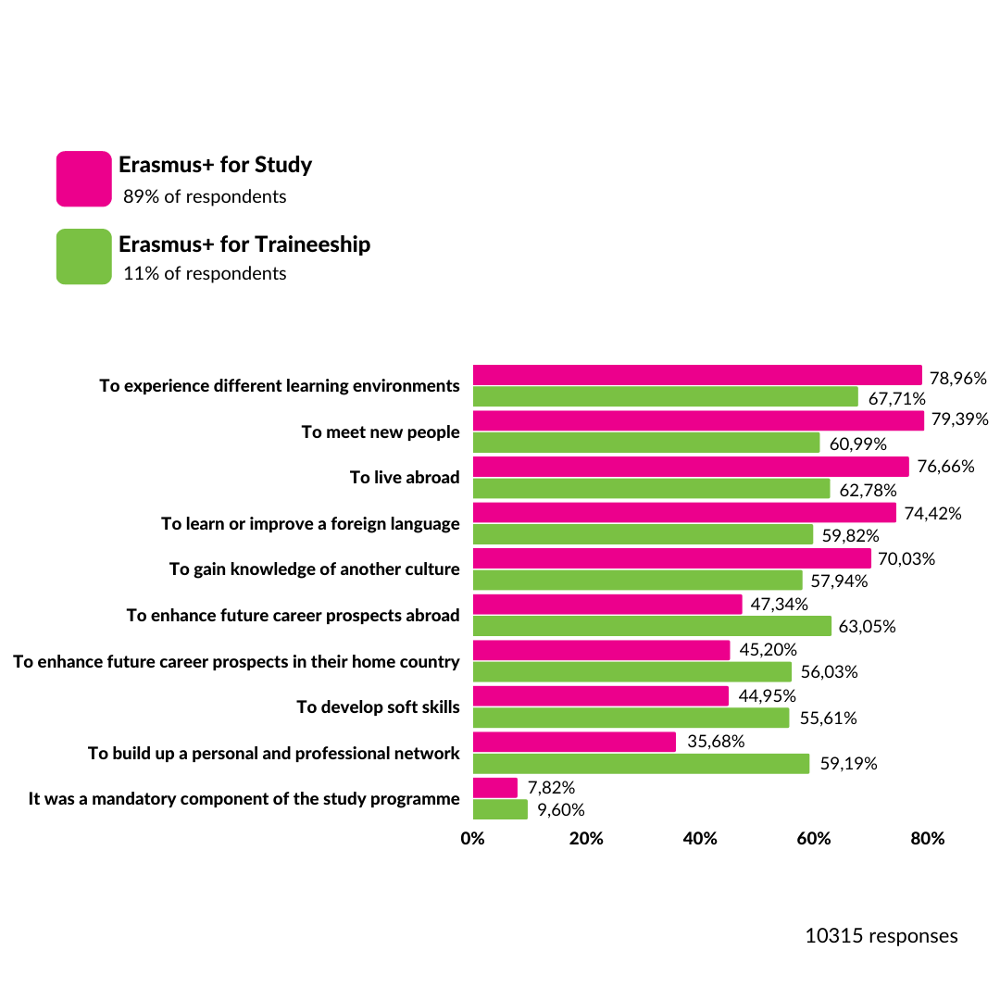 Erasmus+ for Study
89% of respondents
Erasmus+ for Traineeship
11% of respondents
To experience different learning environments
78,96%
67,71%
To meet new people
79,39%
60,99%
To live abroad
76,66%
62,78%
To learn or improve a foreign language
74,42%
59,82%
To gain knowledge of another culture
70,03%
57,94%
To enhance future career prospects abroad
47,34%
63,05%
To enhance future career prospects in their home country
45,20%
56,03%
To develop soft skills
44,95%
55,61%
To build up a personal and professional network
35,68%
59,19%
It was a mandatory component of the study programme
7,82%
9,60%
0% 20% 40% 60% 80%
10315 responses